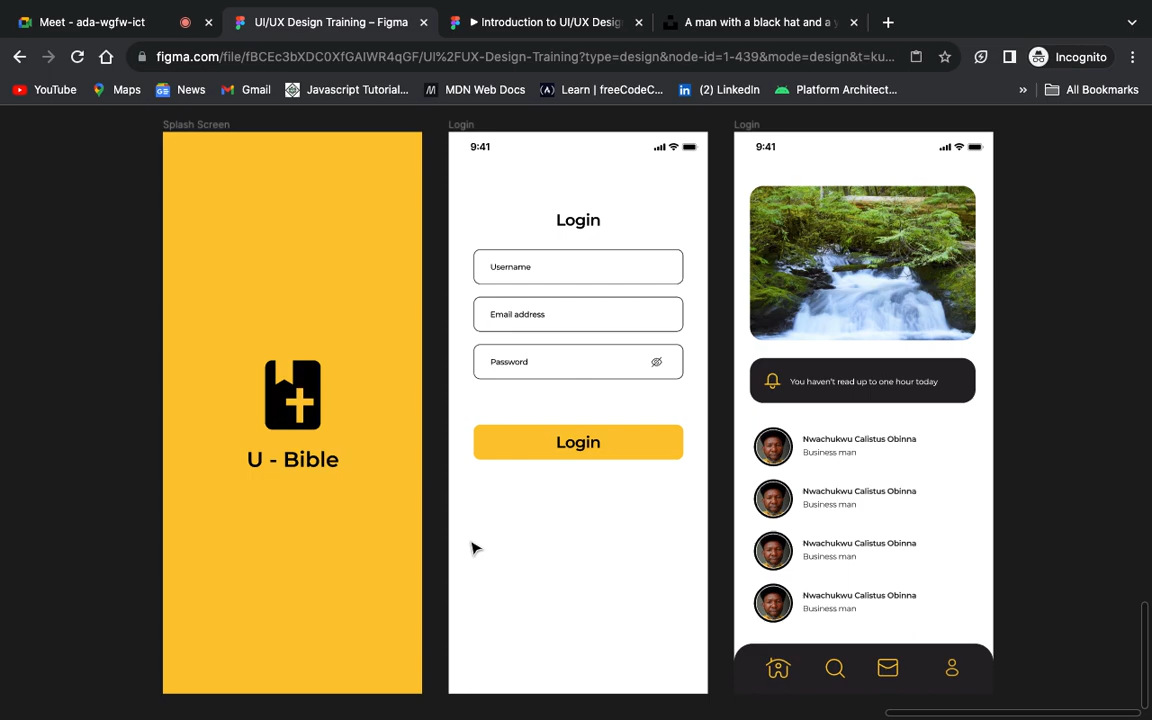 Meet - ada-wgfw-ict
UI/UX Design Training – Figma
Introduction to UI/UX Desig
A man with a black hat and a y
figma.com/file/fBCEc3bXDC0XfGAIWR4qGF/UI%2FUX-Design-Training?type=design&node-id=1-439&mode=design&t=ku...
Incognito
YouTube
Maps
News
Gmail
Javascript Tutorial...
MDN Web Docs
Learn | freeCodeC...
(2) LinkedIn
Platform Architect...
»
All Bookmarks
Splash Screen
U - Bible
Login
9:41
Login
Username
Email address
Password
Login
Login
9:41
You haven't read up to one hour today
Nwachukwu Calistus Obinna
Business man
Nwachukwu Calistus Obinna
Business man
Nwachukwu Calistus Obinna
Business man
Nwachukwu Calistus Obinna
Business man